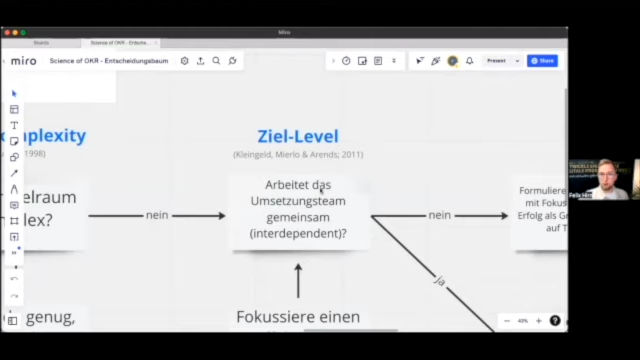 Miro
Boards
Science of OKR - Entscheidungsbaum
miro
Science of OKR - Entscheidungsbaum
Present
Share
mplexity
1998)
elraum
lex?
nein
Ziel-Level
(Kleingeld, Mierlo & Arends; 2011)
Arbeitet das
Umsetzungsteam
gemeinsam
(interdependent)?
nein
Formuliere
mit Fokus
Erfolg als Gr
auf T
ja
genug,
Fokussiere einen
40%
Felix